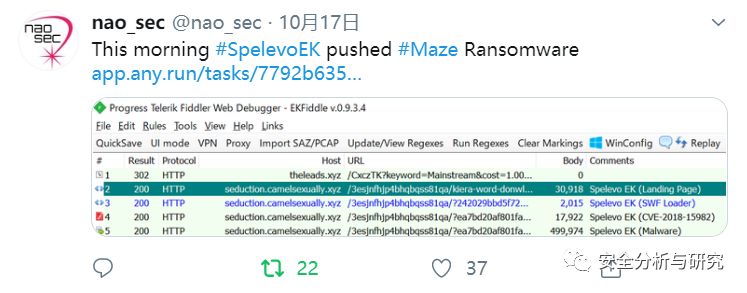 nao sec
nao_sec @nao_sec · 10月17日
This morning #SpelevoEK pushed #Maze Ransomware
app.any.run/tasks/7792b635...
Progress Telerik Fiddler Web Debugger - EKFiddle v.0.9.3.4
File Edit Rules Tools View Help Links
QuickSave UI mode VPN Proxy Import SAZ/PCAP Update/View Regexes Run Regexes Clear Markings WinConfig Replay
# Result Protocol Host URL Body Comments
1 302 HTTP theleads.xyz /CxczTK?keyword=Mainstream&cost=1.00... 0
2 200 HTTP seduction.camelsexually.xyz /3esjnfhjp4bhqbqss81qa/kiera-word-donwl... 30,918 Spelevo EK (Landing Page)
3 200 HTTP seduction.camelsexually.xyz /3esjnfhjp4bhqbqss81qa/?242029bbd5f72... 2,015 Spelevo EK (SWF Loader)
4 200 HTTP seduction.camelsexually.xyz /3esjnfhjp4bhqbqss81qa/?ea7bd20af801fa... 17,922 Spelevo EK (CVE-2018-15982)
5 200 HTTP seduction.camelsexually.xyz /3esjnfhjp4bhqbqss81qa/?ea7bd20af801fa... 499,974 Spelevo EK (Malware)
22 37
安全分析与研究